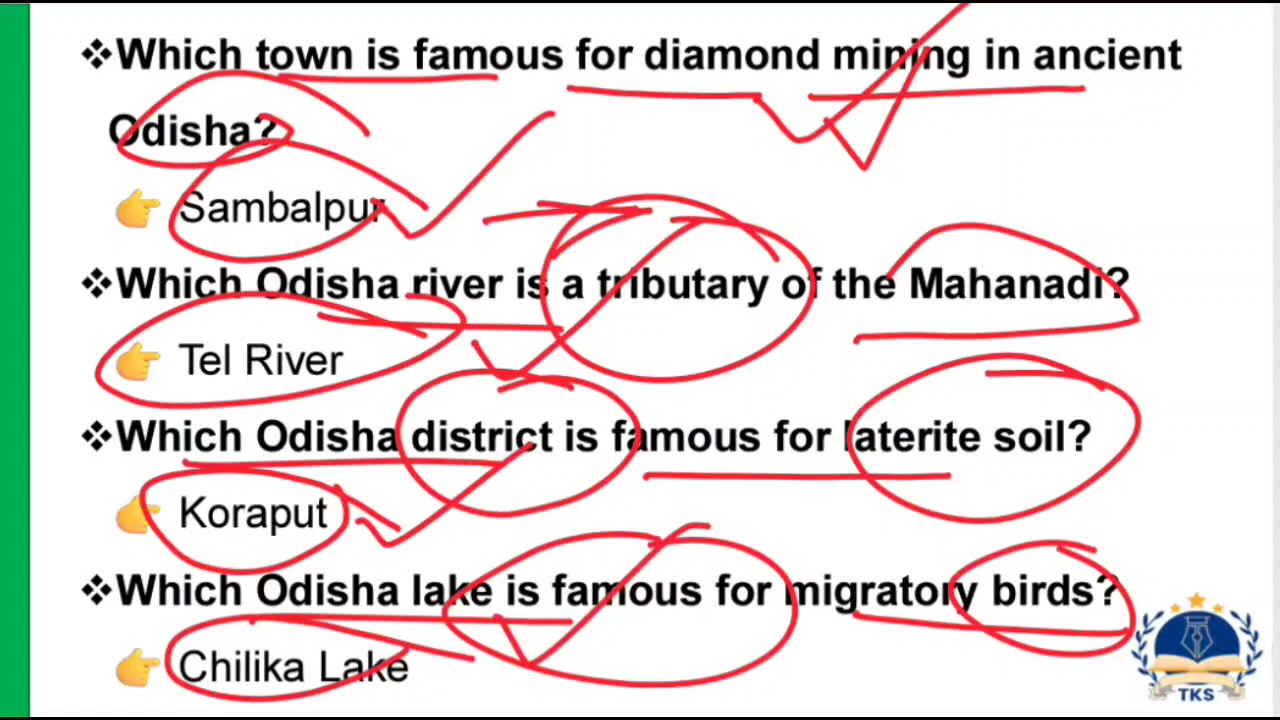 ❖Which town is famous for diamond mining in ancient
Odisha?
👉 Sambalpur
❖Which Odisha river is a tributary of the Mahanadi?
👉 Tel River
❖Which Odisha district is famous for laterite soil?
👉 Koraput
❖Which Odisha lake is famous for migratory birds?
👉 Chilika Lake
TKS